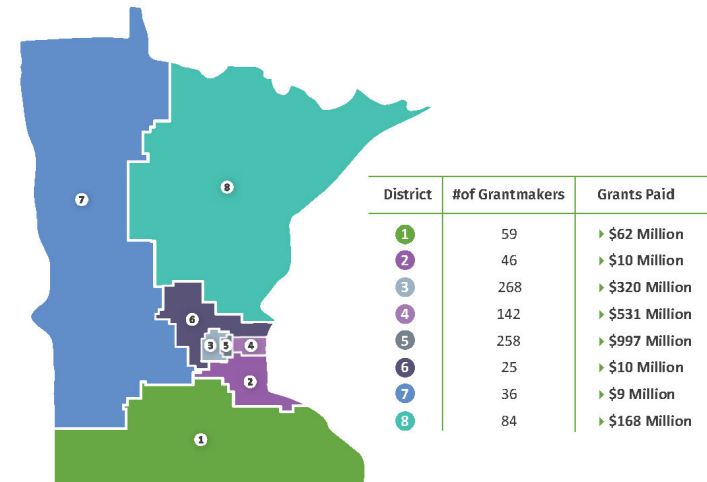 7
8
6
3
5
4
2
1
District #of Grantmakers Grants Paid
1 59 $62 Million
2 46 $10 Million
3 268 $320 Million
4 142 $531 Million
5 258 $997 Million
6 25 $10 Million
7 36 $9 Million
8 84 $168 Million